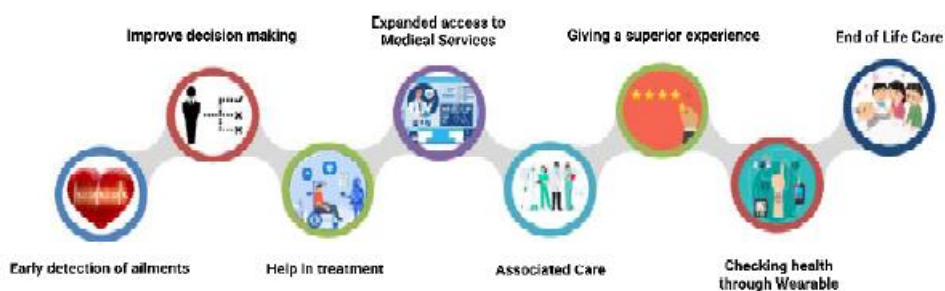 Early detection of ailments
Improve decision making
Help in treatment
Expanded access to
Medical Services
Associated Care
Giving a superior experience
Checking health
through Wearable
End of Life Care